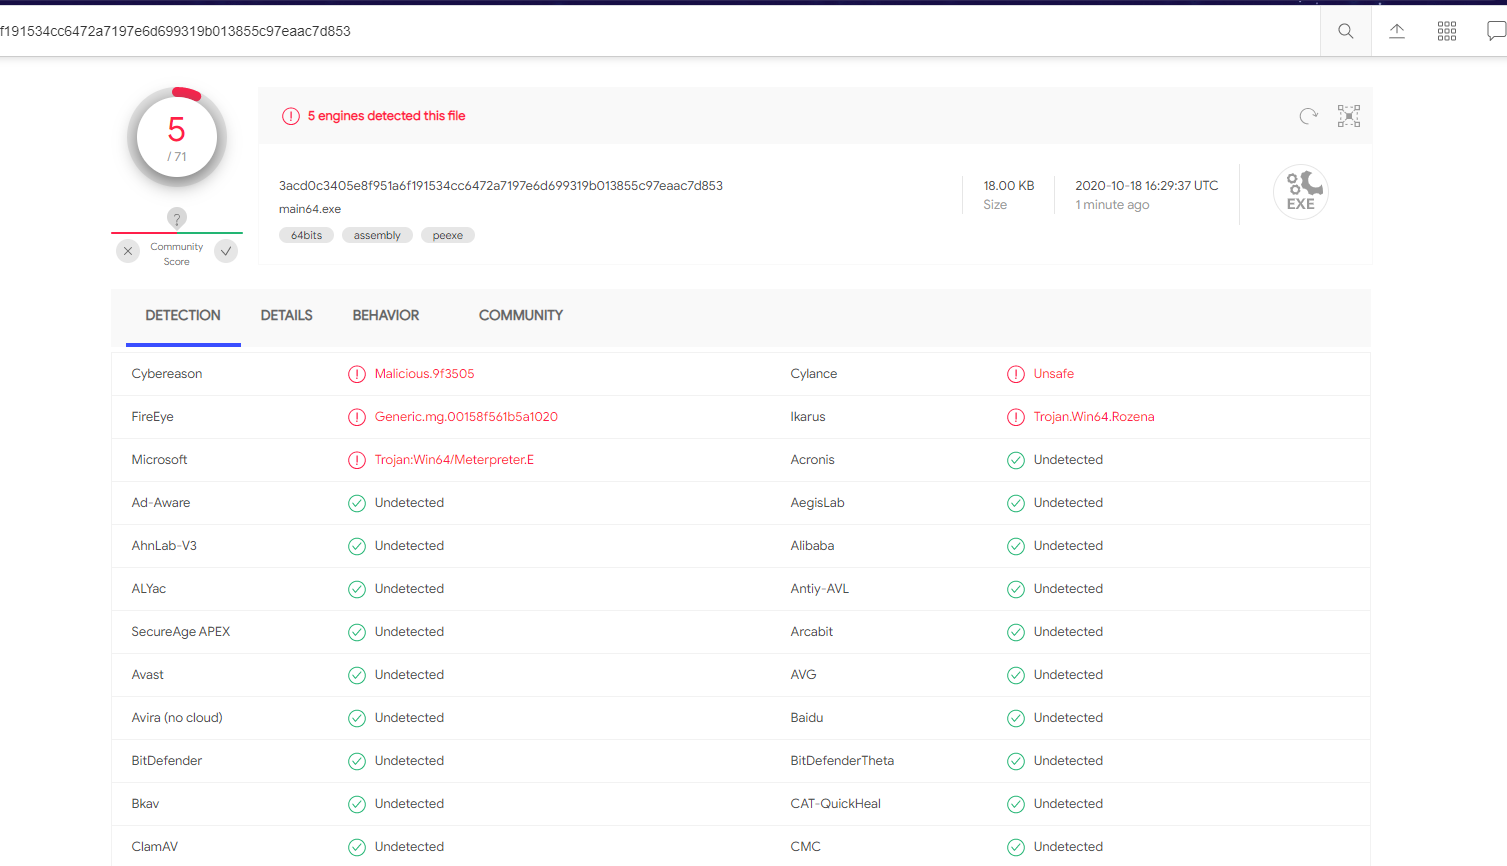 f191534cc6472a7197e6d699319b013855c97eaac7d853
5
/ 71
?
Community
Score
5 engines detected this file
3acd0c3405e8f951a6f191534cc6472a7197e6d699319b013855c97eaac7d853
main64.exe
64bits assembly peexe
18.00 KB
Size
2020-10-18 16:29:37 UTC
1 minute ago
EXE
DETECTION DETAILS BEHAVIOR COMMUNITY
Cybereason Malicious.9f3505 Cylance Unsafe
FireEye Generic.mg.00158f561b5a1020 Ikarus Trojan.Win64.Rozena
Microsoft Trojan:Win64/Meterpreter.E Acronis Undetected
Ad-Aware Undetected AegisLab Undetected
AhnLab-V3 Undetected Alibaba Undetected
ALYac Undetected Antiy-AVL Undetected
SecureAge APEX Undetected Arcabit Undetected
Avast Undetected AVG Undetected
Avira (no cloud) Undetected Baidu Undetected
BitDefender Undetected BitDefenderTheta Undetected
Bkav Undetected CAT-QuickHeal Undetected
ClamAV Undetected CMC Undetected